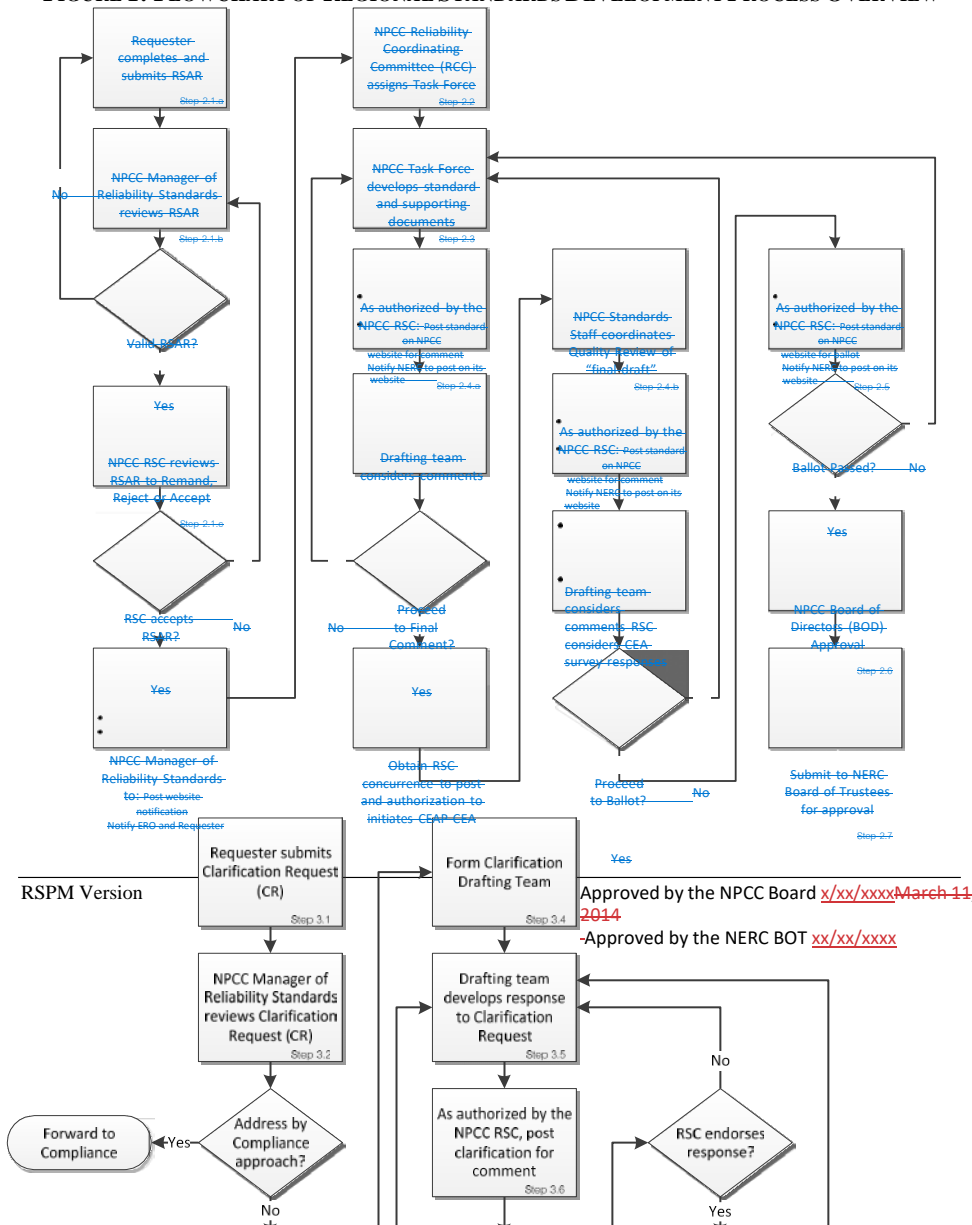 FIGURE 1: FLOWCHART OF REGIONAL STANDARDS DEVELOPMENT PROCESS OVERVIEW
Requester
completes and
submits RSAR
Step 2.1.a
NPCC Manager of
No Reliability Standards
reviews RSAR
Step 2.1.b
Valid RSAR?
Yes
NPCC RSC reviews
RSAR to Remand,
Reject or Accept
Step 2.1.c
RSC accepts
RSAR?
No
Yes
NPCC Manager of
Reliability Standards
to: Post website
notification
Notify ERO and Requester
NPCC Reliability
Coordinating
Committee (RCC)
assigns Task Force
Step 2.2
NPCC Task Force
develops standard
and supporting
documents
Step 2.3
As authorized by the
NPCC RSC: Post standard
on NPCC
website for comment
Notify NERC to post on its
website
Step 2.4.a
Drafting team
considers comments
Proceed
No to Final
Comment?
Yes
Obtain RSC
concurrence to post
and authorization to
initiates CEAP CEA
NPCC Standards
Staff coordinates
Quality Review of
“final draft”
Step 2.4.b
As authorized by the
NPCC RSC: Post standard
on NPCC
website for comment
Notify NERC to post on its
website
Drafting team
considers
comments RSC
considers CEA
survey responses
Proceed
to Ballot? No
Yes
As authorized by the
NPCC RSC: Post standard
on NPCC
website for ballot
Notify NERC to post on its
website
Step 2.5
Ballot Passed? No
Yes
NPCC Board of
Directors (BOD)
Approval
Step 2.6
Submit to NERC
Board of Trustees
for approval
Step 2.7
RSPM Version
Approved by the NPCC Board x/xx/xxxxMarch 11
2014
-Approved by the NERC BOT xx/xx/xxxx
Requester submits
Clarification Request
(CR)
Step 3.1
NPCC Manager of
Reliability Standards
reviews Clarification
Request (CR)
Step 3.2
Address by
Compliance
approach?
Yes
Forward to
Compliance
No
Form Clarification
Drafting Team
Step 3.4
Drafting team
develops response
to Clarification
Request
Step 3.5
As authorized by the
NPCC RSC, post
clarification for
comment
Step 3.6
No
RSC endorses
response?
Yes